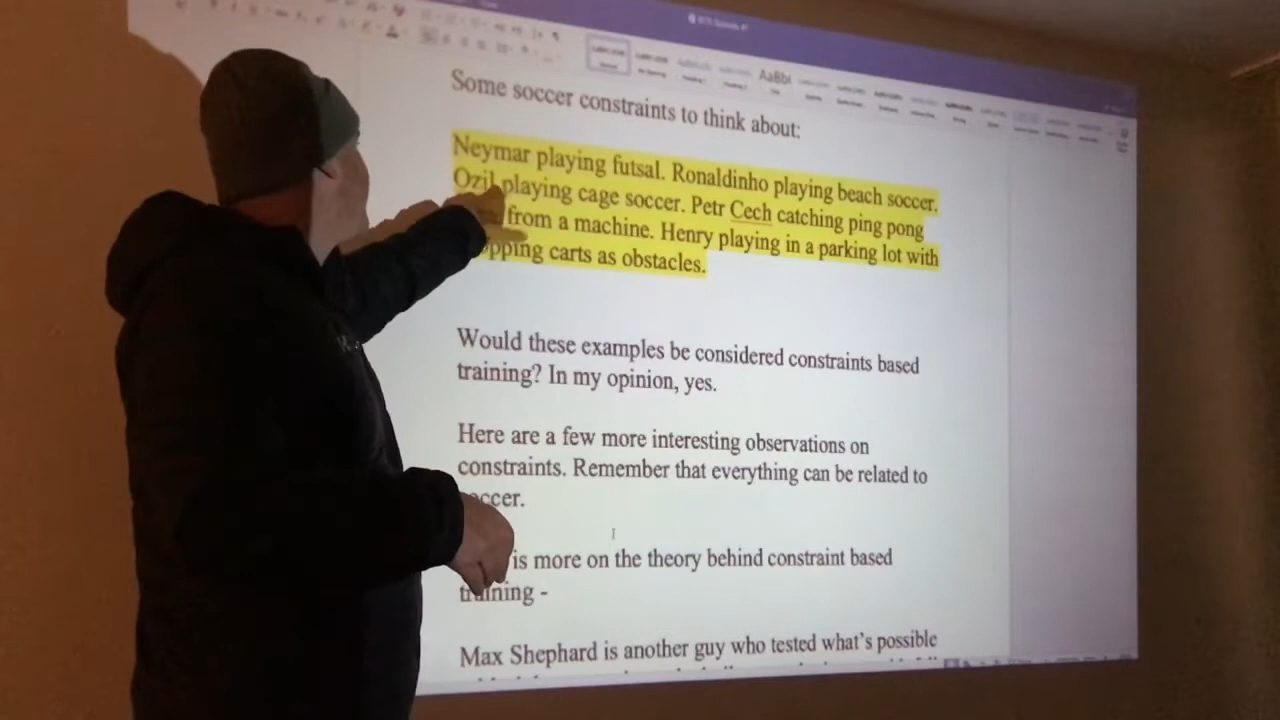 AaBbI
Some soccer constraints to think about:
Neymar playing futsal. Ronaldinho playing beach soccer.
Ozil playing cage soccer. Petr Cech catching ping pong
from a machine. Henry playing in a parking lot with
opping carts as obstacles.
Would these examples be considered constraints based
training? In my opinion, yes.
Here are a few more interesting observations on
constraints. Remember that everything can be related to
soccer.
is more on the theory behind constraint based
training -
Max Shephard is another guy who tested what's possible